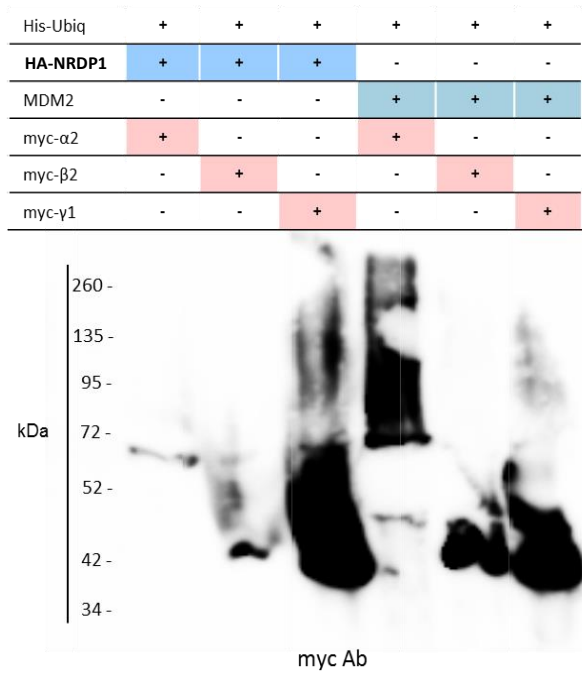 His-Ubiq + + + + + +
HA-NRDP1 + + + - - -
MDM2 - - - + + +
myc-α2 + - - + - -
myc-β2 - + - - + -
myc-γ1 - - + - - +
260 -
135 -
95 -
kDa 72 -
52 -
42 -
34 -
myc Ab